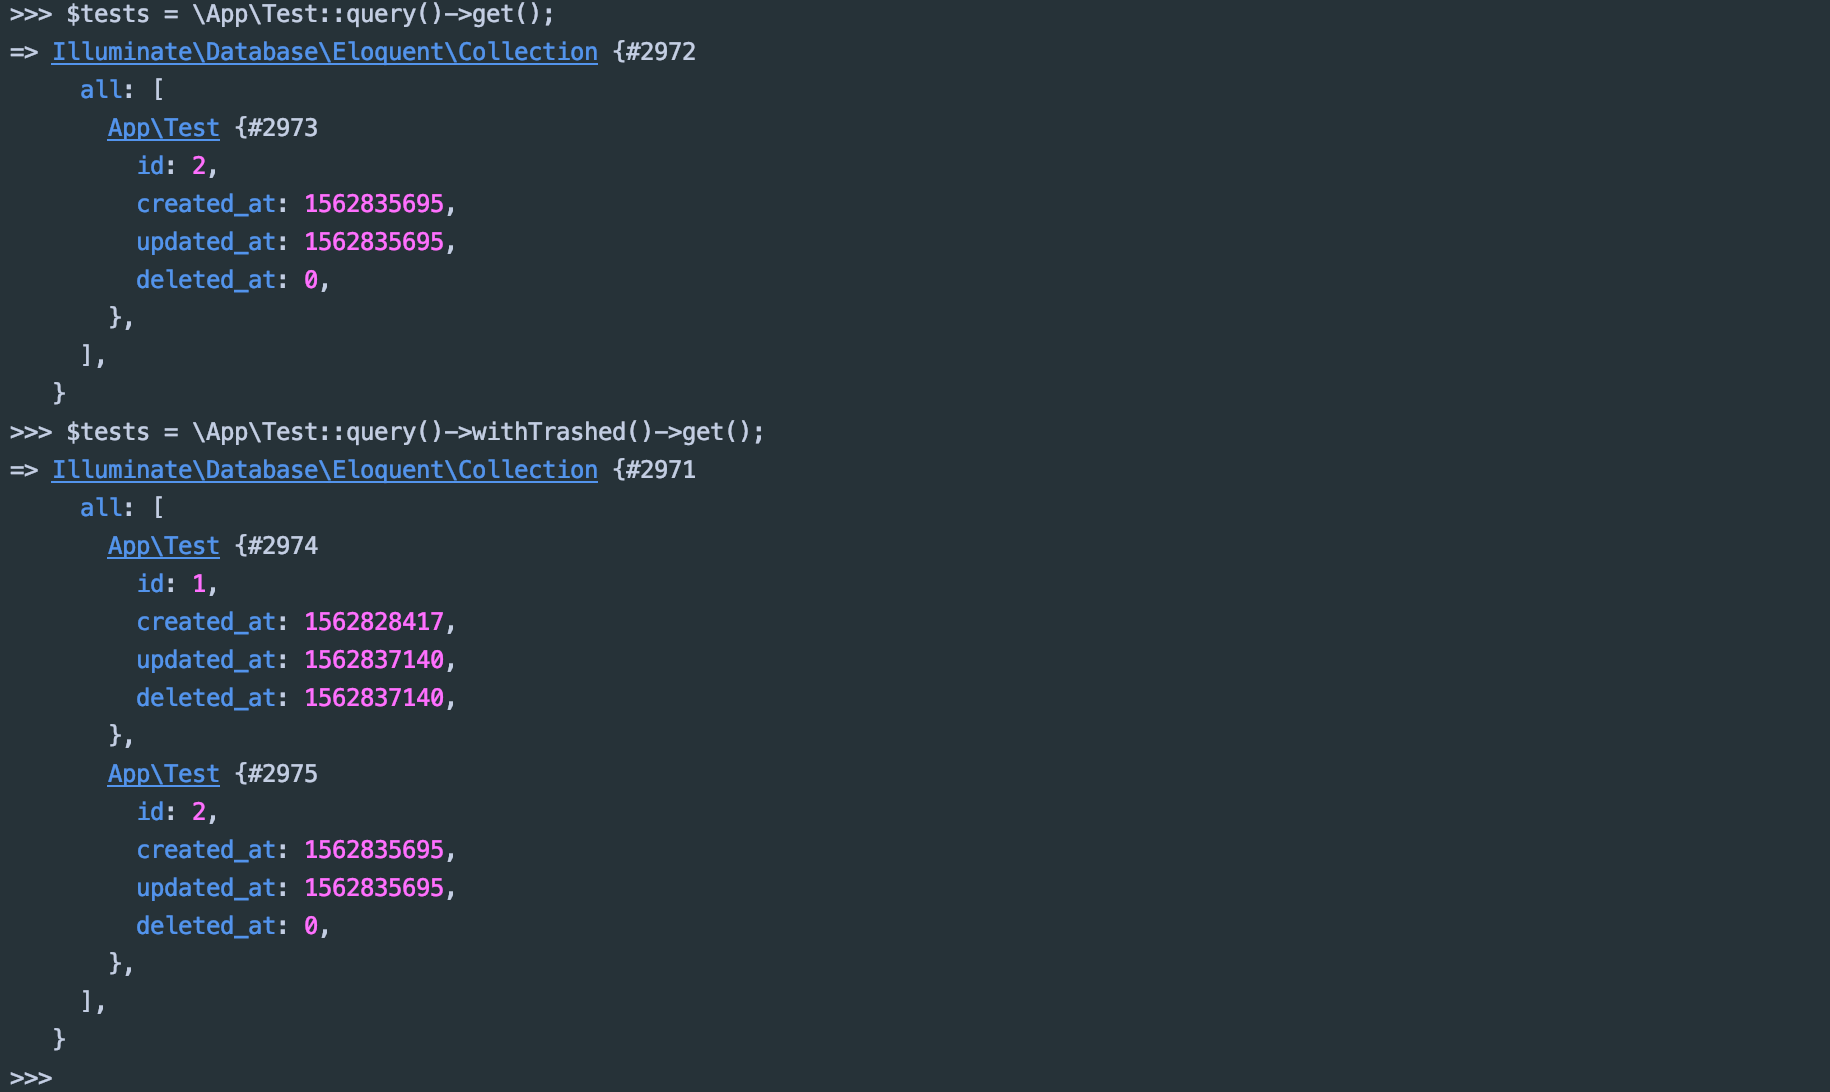 >>> $tests = \App\Test::query()->get();
=> Illuminate\Database\Eloquent\Collection {#2972
     all: [
       App\Test {#2973
         id: 2,
         created_at: 1562835695,
         updated_at: 1562835695,
         deleted_at: 0,
       },
     ],
   }
>>> $tests = \App\Test::query()->withTrashed()->get();
=> Illuminate\Database\Eloquent\Collection {#2971
     all: [
       App\Test {#2974
         id: 1,
         created_at: 1562828417,
         updated_at: 1562837140,
         deleted_at: 1562837140,
       },
       App\Test {#2975
         id: 2,
         created_at: 1562835695,
         updated_at: 1562835695,
         deleted_at: 0,
       },
     ],
   }
>>>